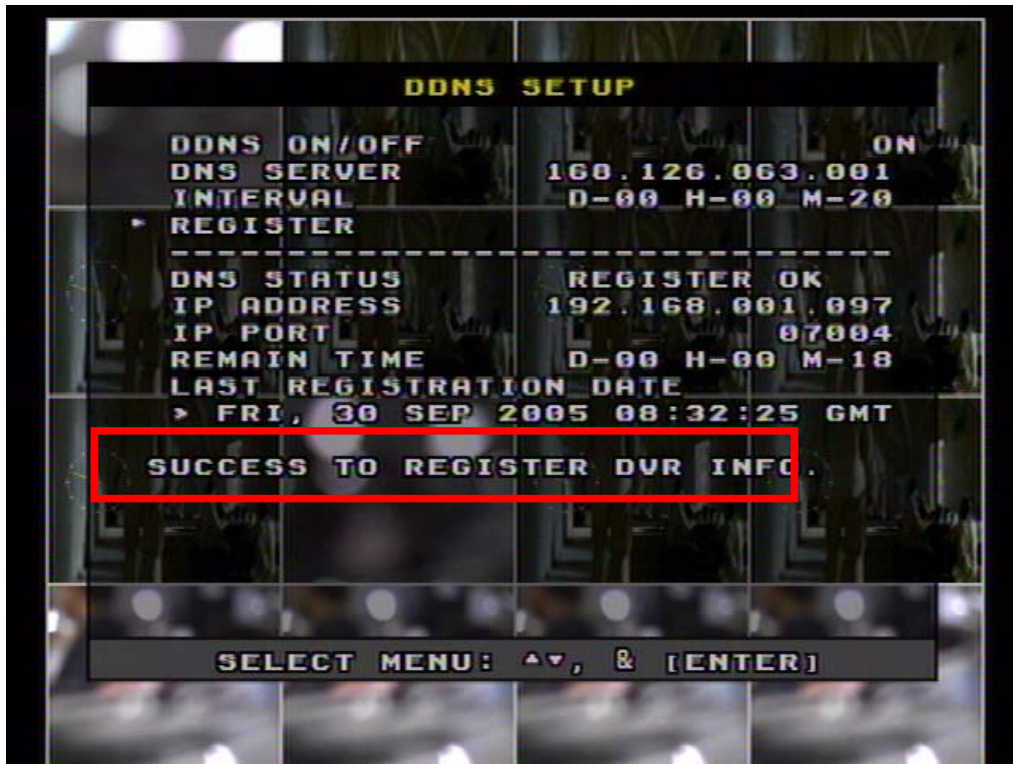 DDNS SETUP
DDNS ON/OFF ON
DNS SERVER 168.126.063.001
INTERVAL D-00 H-00 M-20
► REGISTER
--------------------------------
DNS STATUS REGISTER OK
IP ADDRESS 192.168.001.097
IP PORT 07004
REMAIN TIME D-00 H-00 M-18
LAST REGISTRATION DATE
> FRI, 30 SEP 2005 08:32:25 GMT
SUCCESS TO REGISTER DVR INFO.
SELECT MENU: ▲▼, & [ENTER]